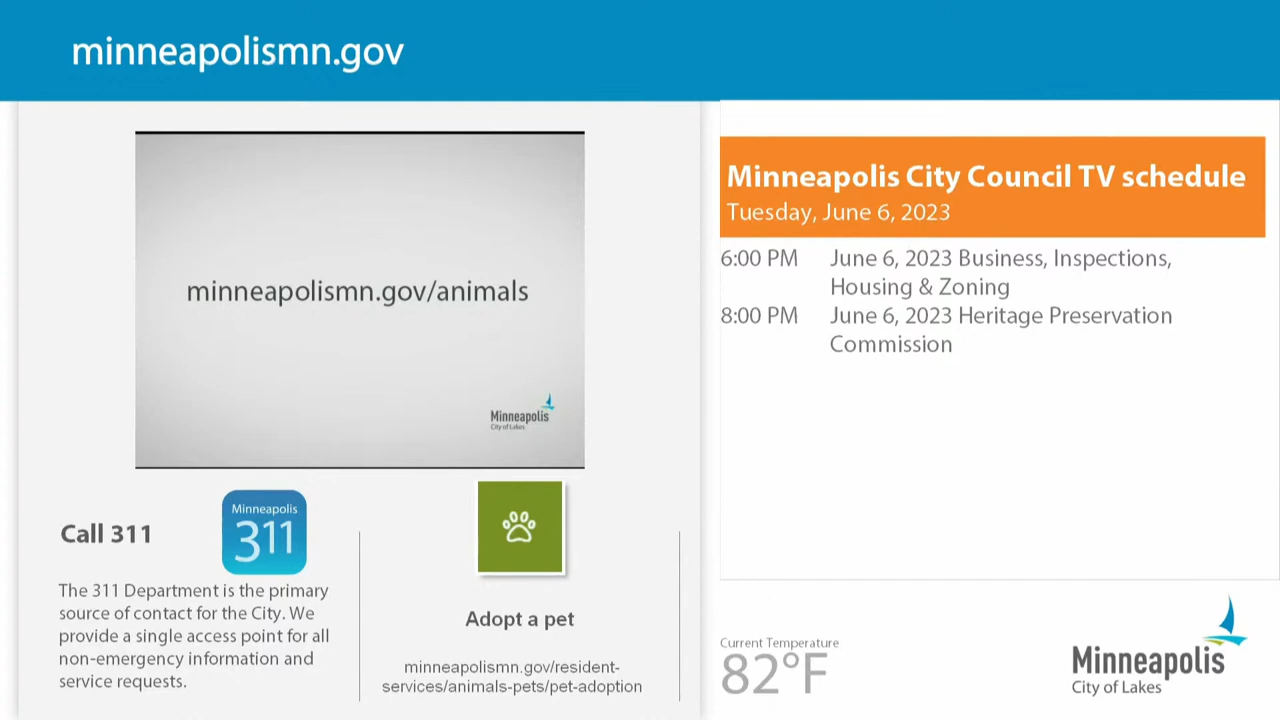 minneapolismn.gov
minneapolismn.gov/animals
Minneapolis
City of Lakes
Call 311
Minneapolis
311
The 311 Department is the primary
source of contact for the City. We
provide a single access point for all
non-emergency information and
service requests.
Adopt a pet
minneapolismn.gov/resident-
services/animals-pets/pet-adoption
Minneapolis City Council TV schedule
Tuesday, June 6, 2023
6:00 PM June 6, 2023 Business, Inspections,
Housing & Zoning
8:00 PM June 6, 2023 Heritage Preservation
Commission
Current Temperature
82°F
Minneapolis
City of Lakes